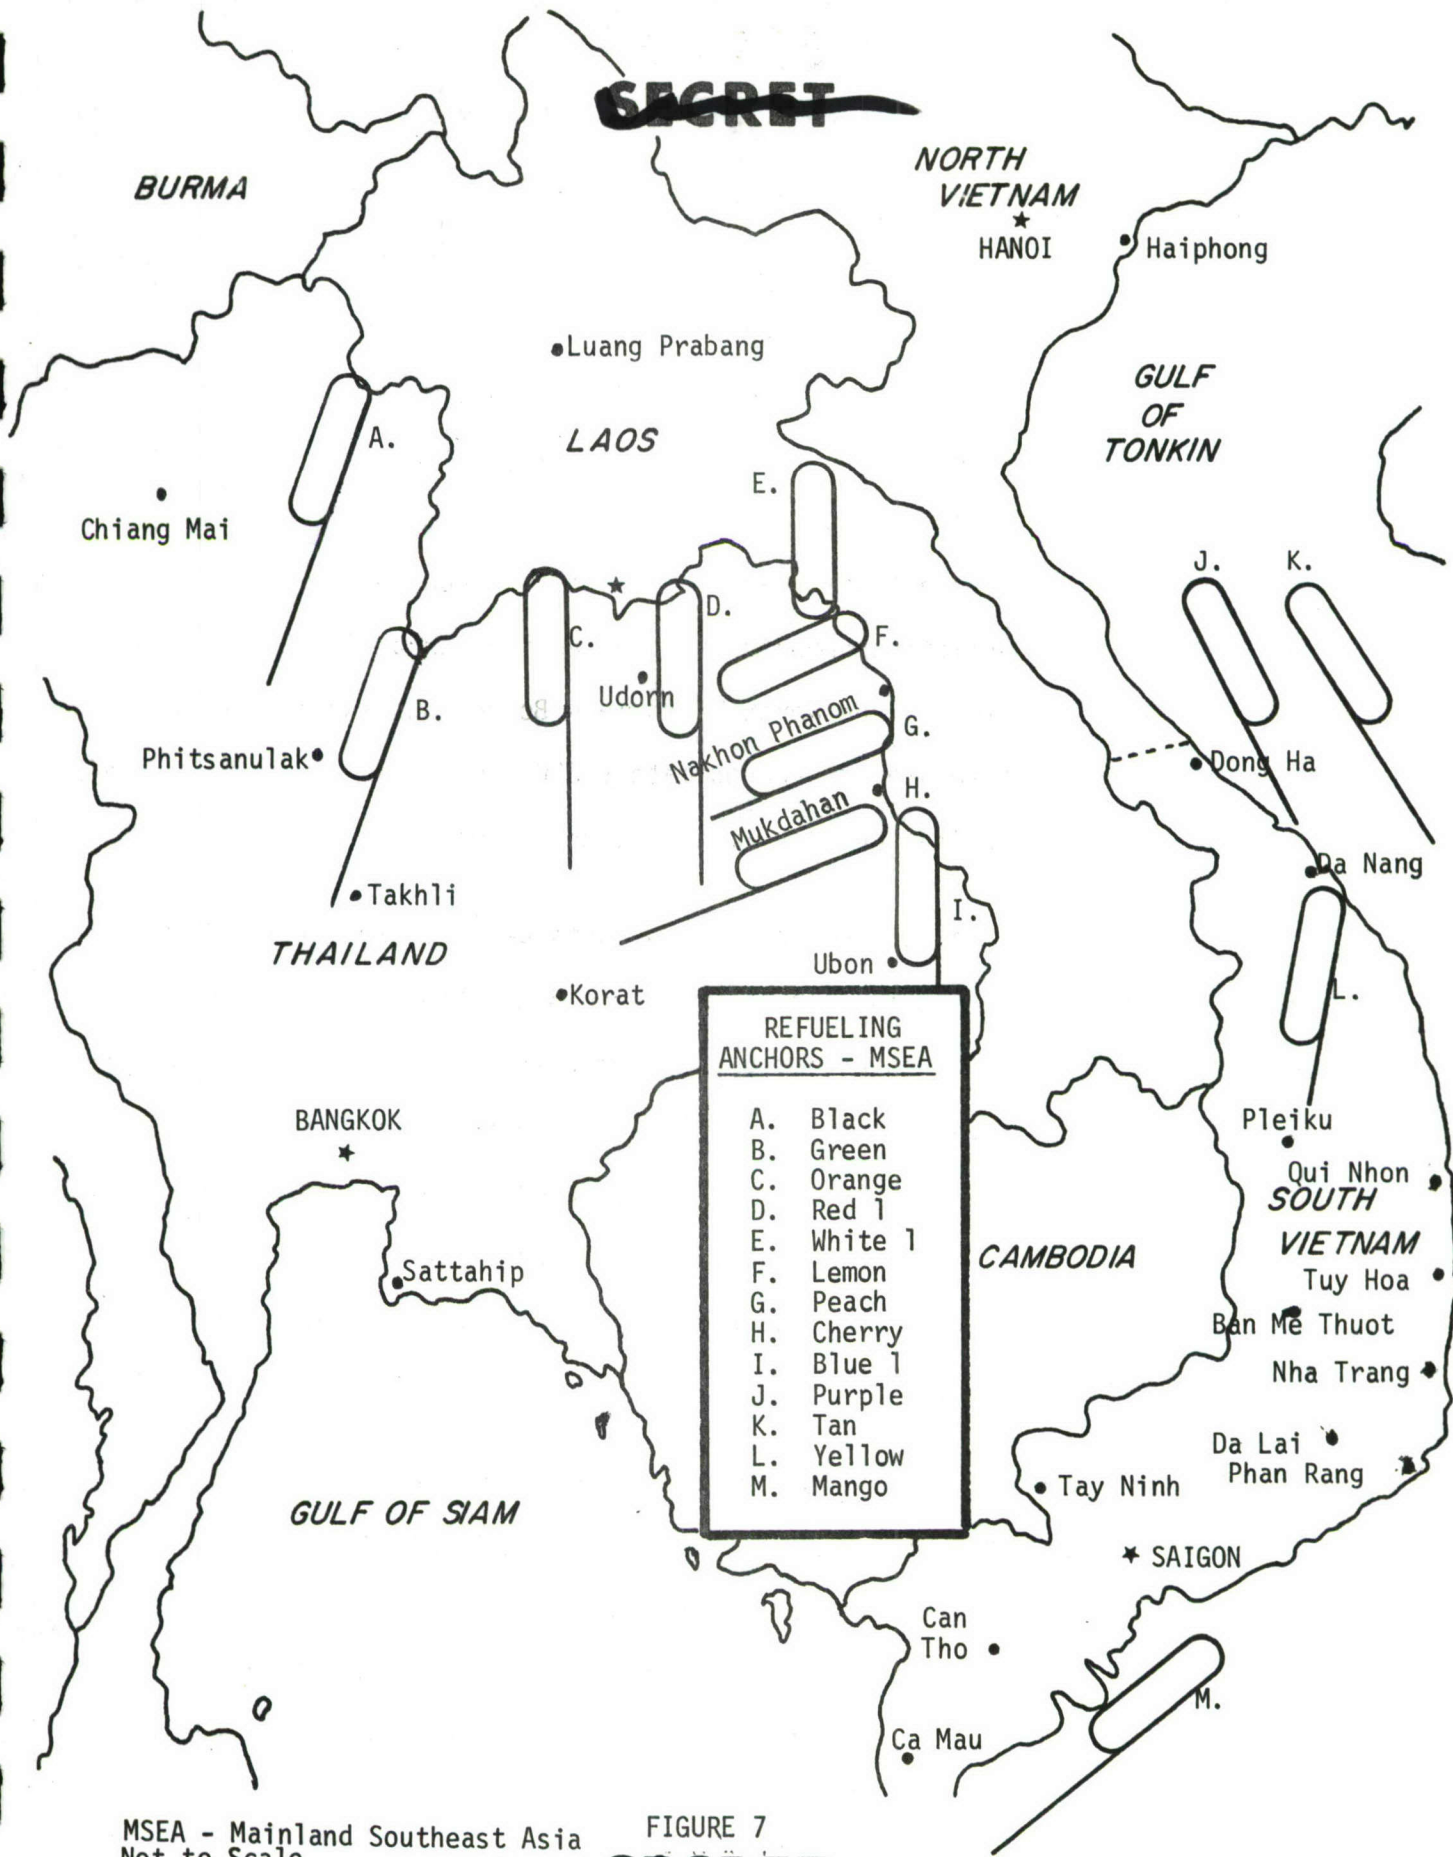 SECRET
BURMA
NORTH
VIETNAM
HANOI
Haiphong
Luang Prabang
GULF
OF
TONKIN
LAOS
A.
E.
Chiang Mai
J.
K.
D.
C.
F.
Udorn
B.
G.
Nakhon Phanom
Phitsanulak
Dong Ha
H.
Mukdahan
Da Nang
Takhli
I.
THAILAND
Ubon
Korat
L.
REFUELING
ANCHORS - MSEA
A. Black
B. Green
C. Orange
D. Red 1
E. White 1
F. Lemon
G. Peach
H. Cherry
I. Blue 1
J. Purple
K. Tan
L. Yellow
M. Mango
BANGKOK
Pleiku
Qui Nhon
SOUTH
VIETNAM
CAMBODIA
Sattahip
Tuy Hoa
Ban Me Thuot
Nha Trang
Da Lai
Phan Rang
Tay Ninh
GULF OF SIAM
SAIGON
Can
Tho
M.
Ca Mau
MSEA - Mainland Southeast Asia
Not to Scale
FIGURE 7